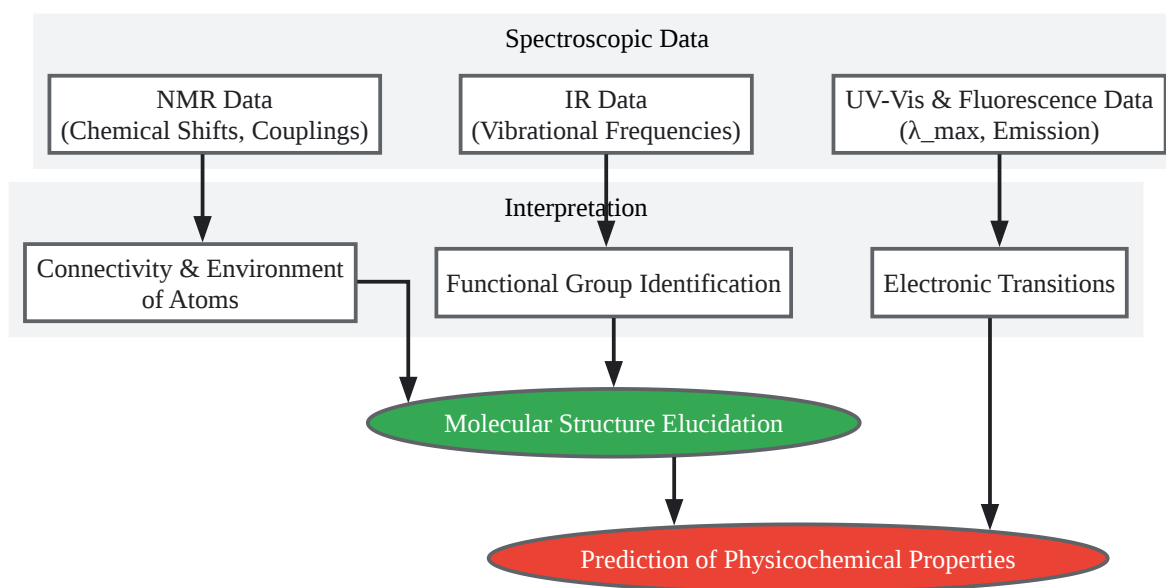 Spectroscopic Data
NMR Data
(Chemical Shifts, Couplings)
IR Data
(Vibrational Frequencies)
UV-Vis & Fluorescence Data
(λ_max, Emission)
Interpretation
Connectivity & Environment
of Atoms
Functional Group Identification
Electronic Transitions
Molecular Structure Elucidation
Prediction of Physicochemical Properties